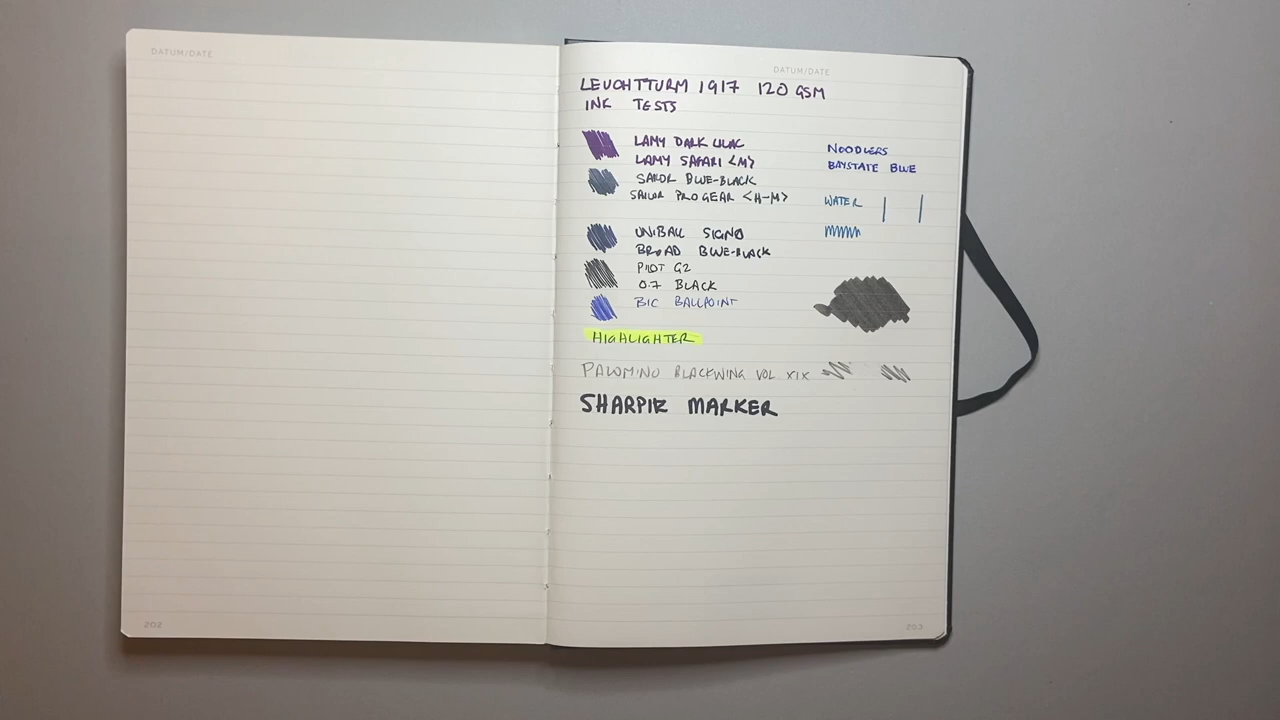 DATUM/DATE
202
DATUM/DATE
LEUCHTTURM 1917 120 GSM
INK TESTS
LAMY DARK LILAC
LAMY SAFARI <M>
SAILOR BLUE-BLACK
SAILOR PRO GEAR <H-M>
UNIBALL SIGNO
BROAD BLUE-BLACK
PILOT G2
0.7 BLACK
BIC BALLPOINT
HIGHLIGHTER
PALOMINO BLACKWING VOL XIX
SHARPIE MARKER
NOODLERS
BAYSTATE BLUE
WATER
203